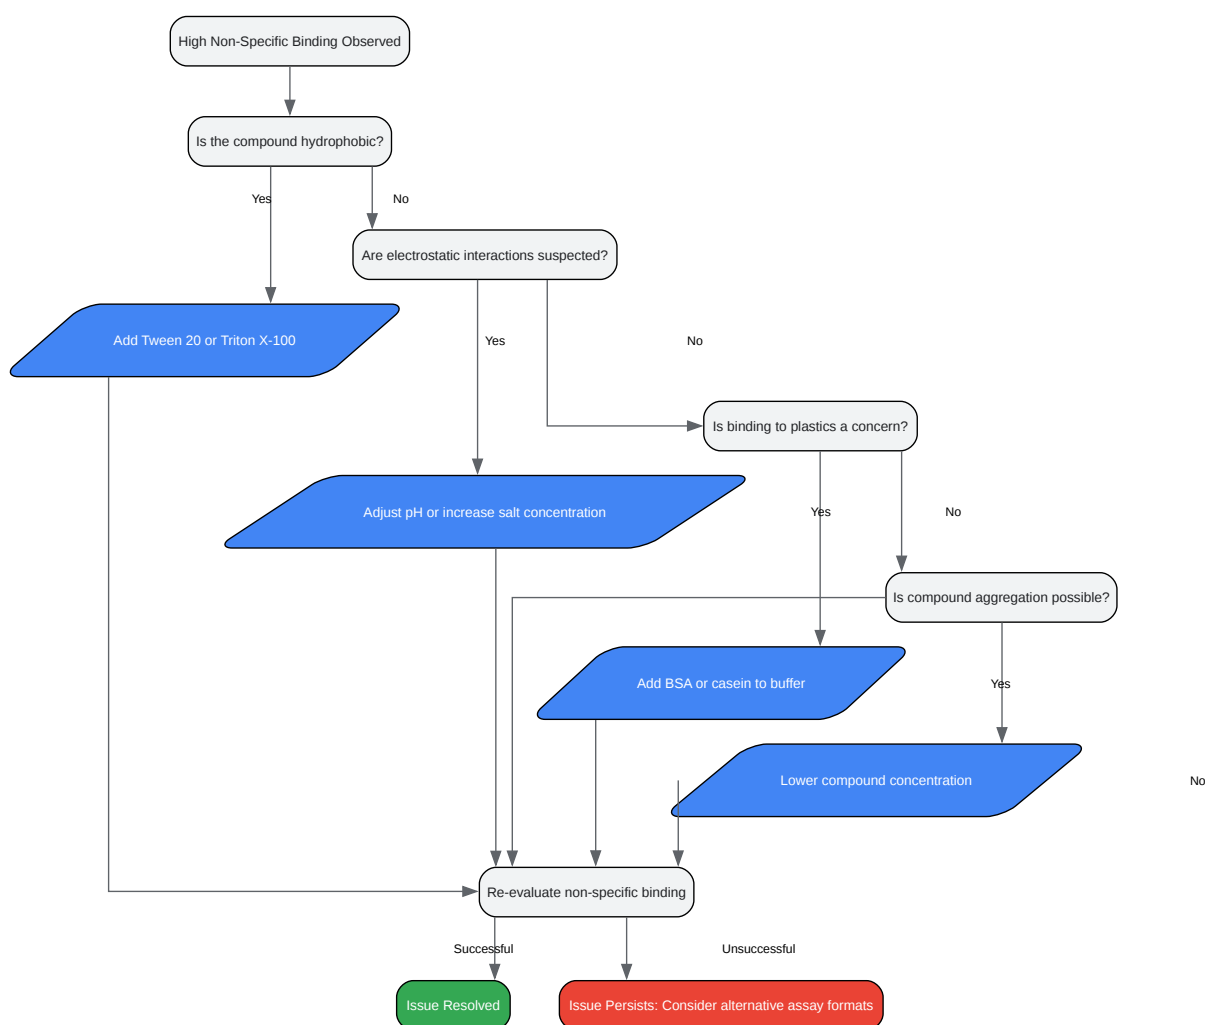 High Non-Specific Binding Observed
Is the compound hydrophobic?
Yes
No
Are electrostatic interactions suspected?
Add Tween 20 or Triton X-100
Yes
No
Is binding to plastics a concern?
Adjust pH or increase salt concentration
Yes
No
Is compound aggregation possible?
Add BSA or casein to buffer
Yes
Lower compound concentration
No
Re-evaluate non-specific binding
Successful
Unsuccessful
Issue Resolved
Issue Persists: Consider alternative assay formats